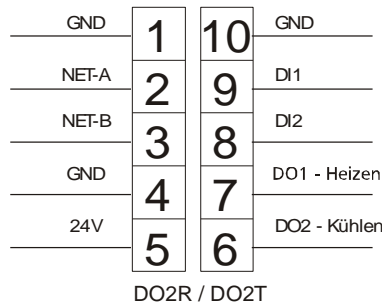 GND 1 10 GND
NET-A 2 9 DI1
NET-B 3 8 DI2
GND 4 7 DO1 - Heizen
24V 5 6 DO2 - Kühlen
DO2R / DO2T